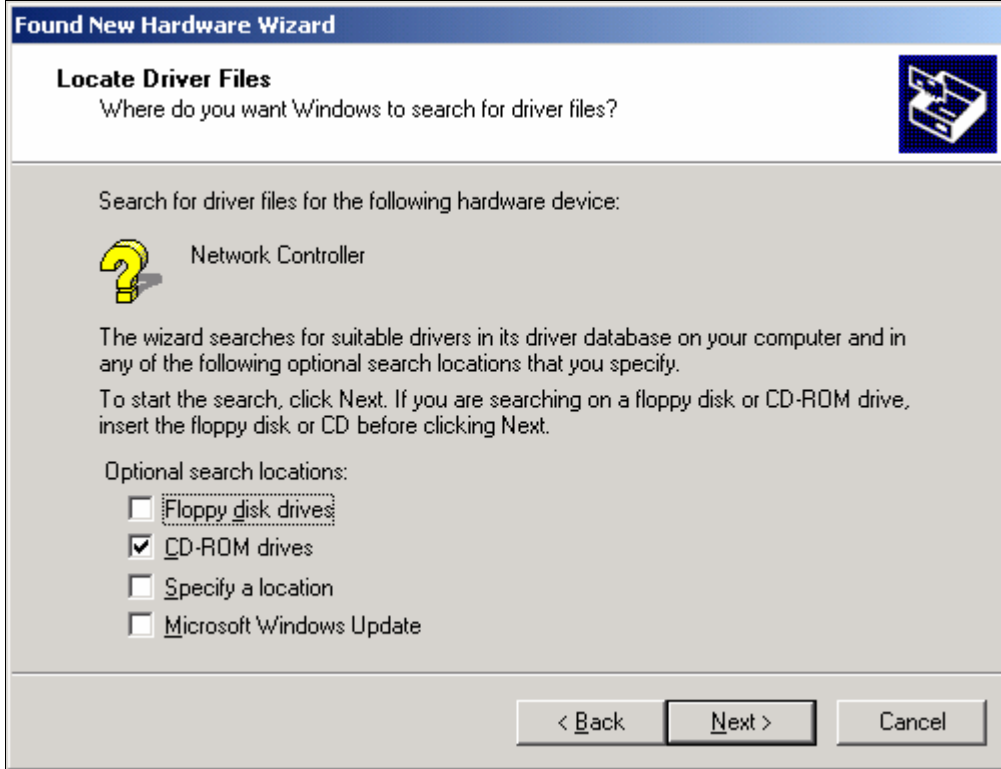 Found New Hardware Wizard
Locate Driver Files
Where do you want Windows to search for driver files?
Search for driver files for the following hardware device:
Network Controller
The wizard searches for suitable drivers in its driver database on your computer and in
any of the following optional search locations that you specify.
To start the search, click Next. If you are searching on a floppy disk or CD-ROM drive,
insert the floppy disk or CD before clicking Next.
Optional search locations:
Floppy disk drives
CD-ROM drives
Specify a location
Microsoft Windows Update
< Back Next > Cancel